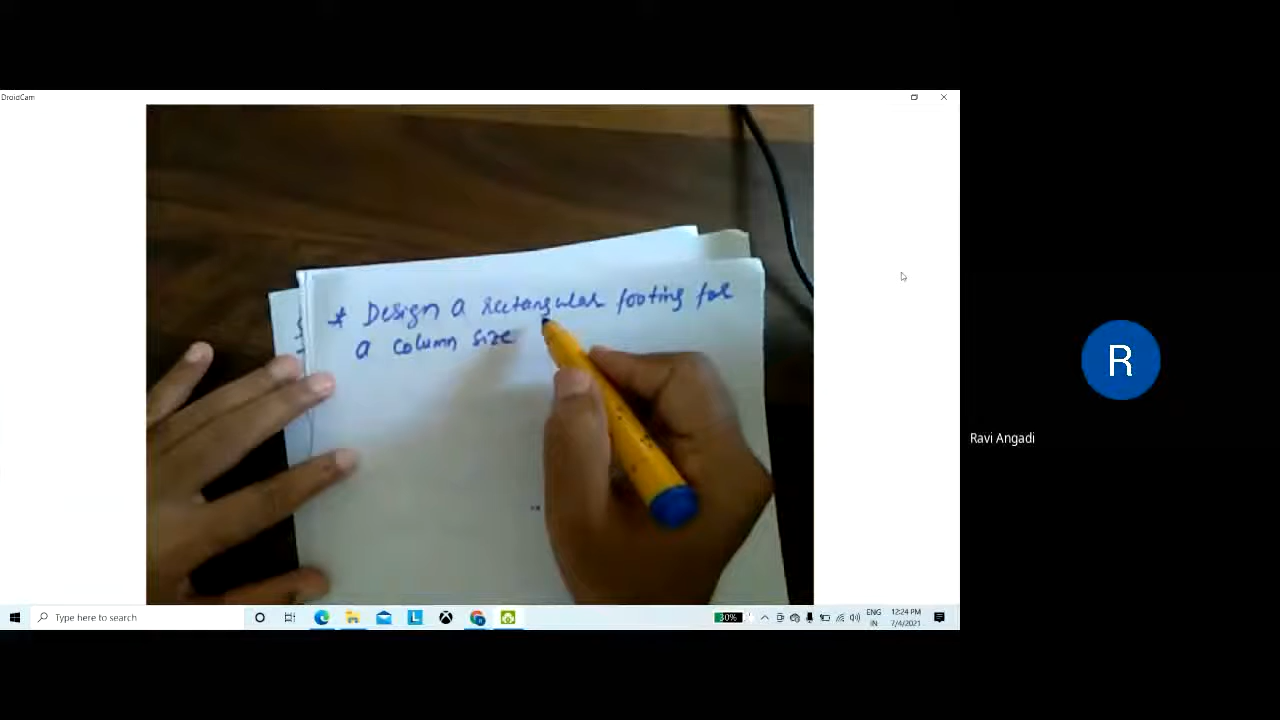 DroidCam
* Design a rectangular footing for
a column size
R
Ravi Angadi
Type here to search
30%
ENG
IN
12:24 PM
7/4/2021